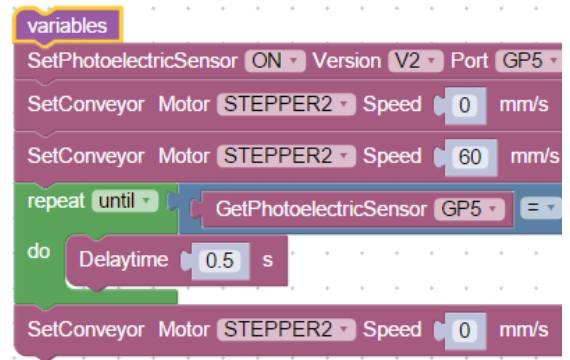 variables
SetPhotoelectricSensor ON Version V2 Port GP5
SetConveyor Motor STEPPER2 Speed 0 mm/s
SetConveyor Motor STEPPER2 Speed 60 mm/s
repeat until GetPhotoelectricSensor GP5 =
do Delaytime 0.5 s
SetConveyor Motor STEPPER2 Speed 0 mm/s